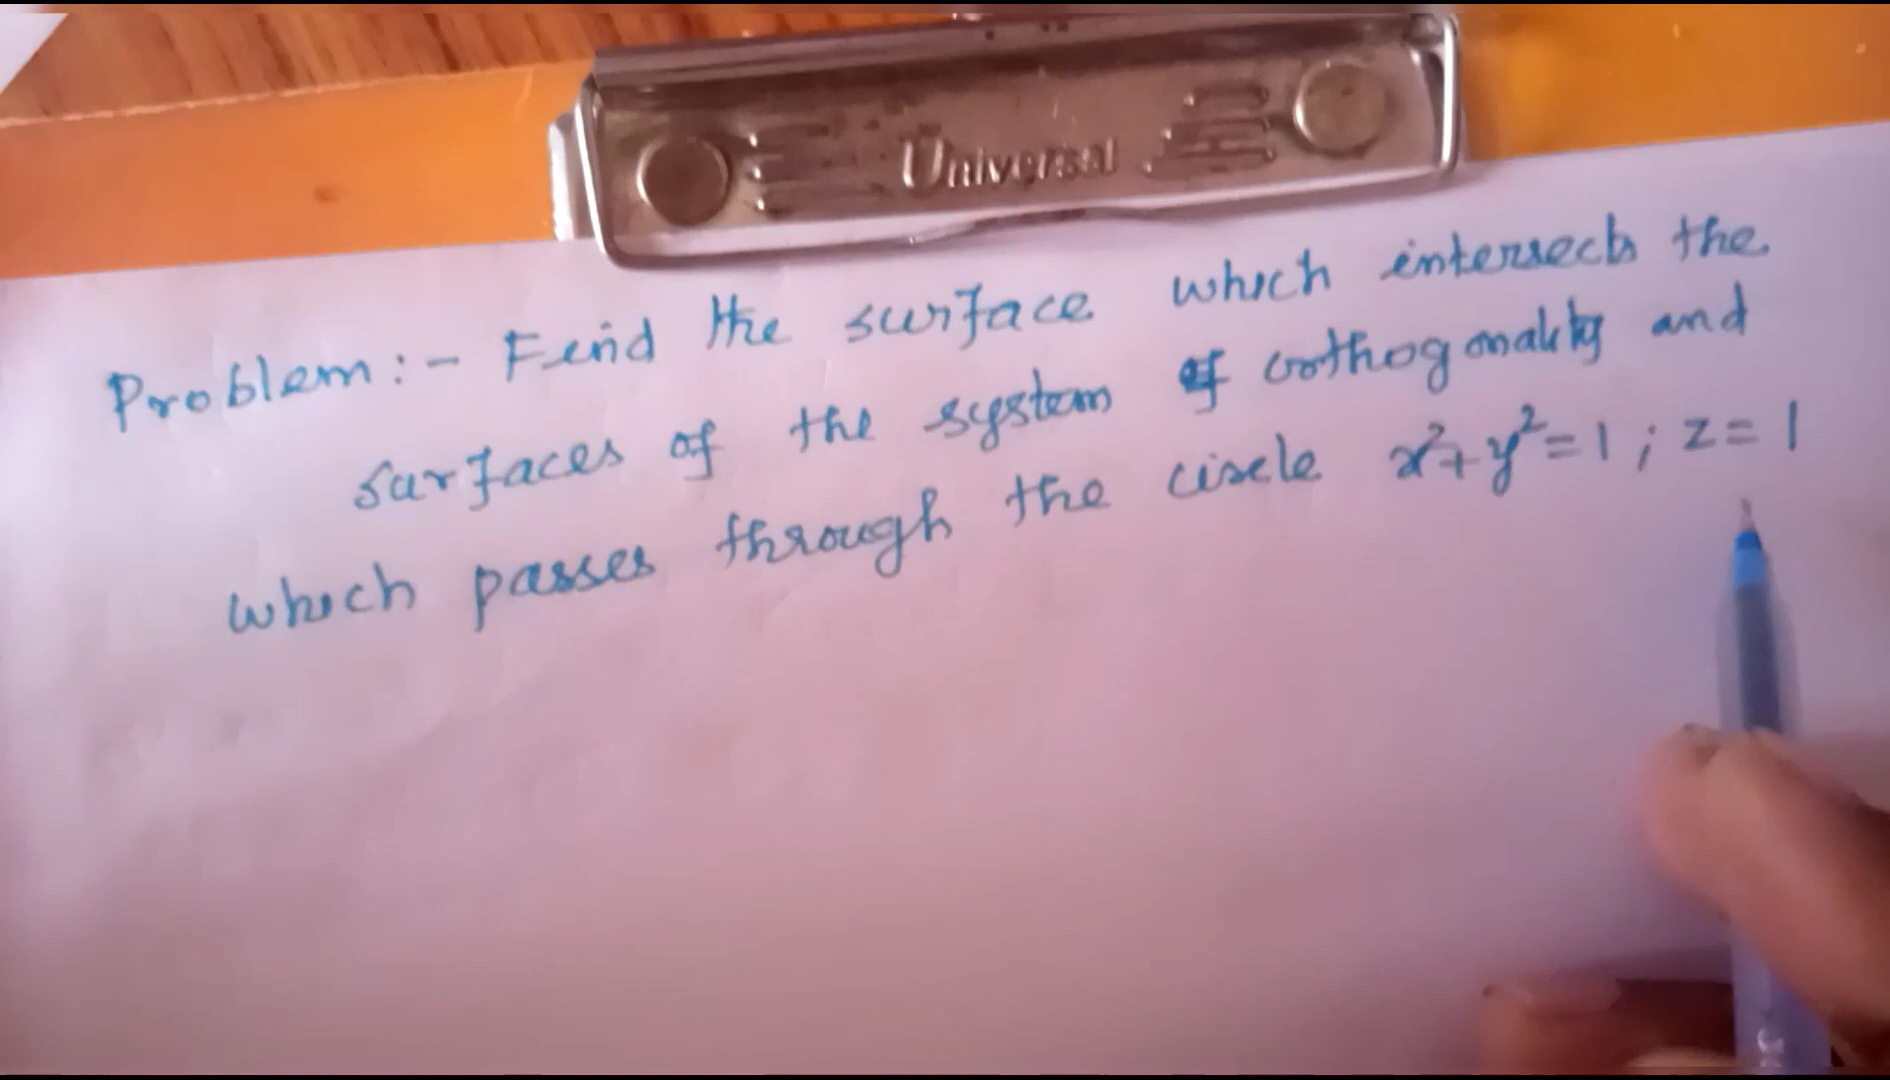 Universal
Problem :- Find the surface which intersects the
surfaces of the system of orthogonality and
which passes through the circle x²+y²=1 ; z=1